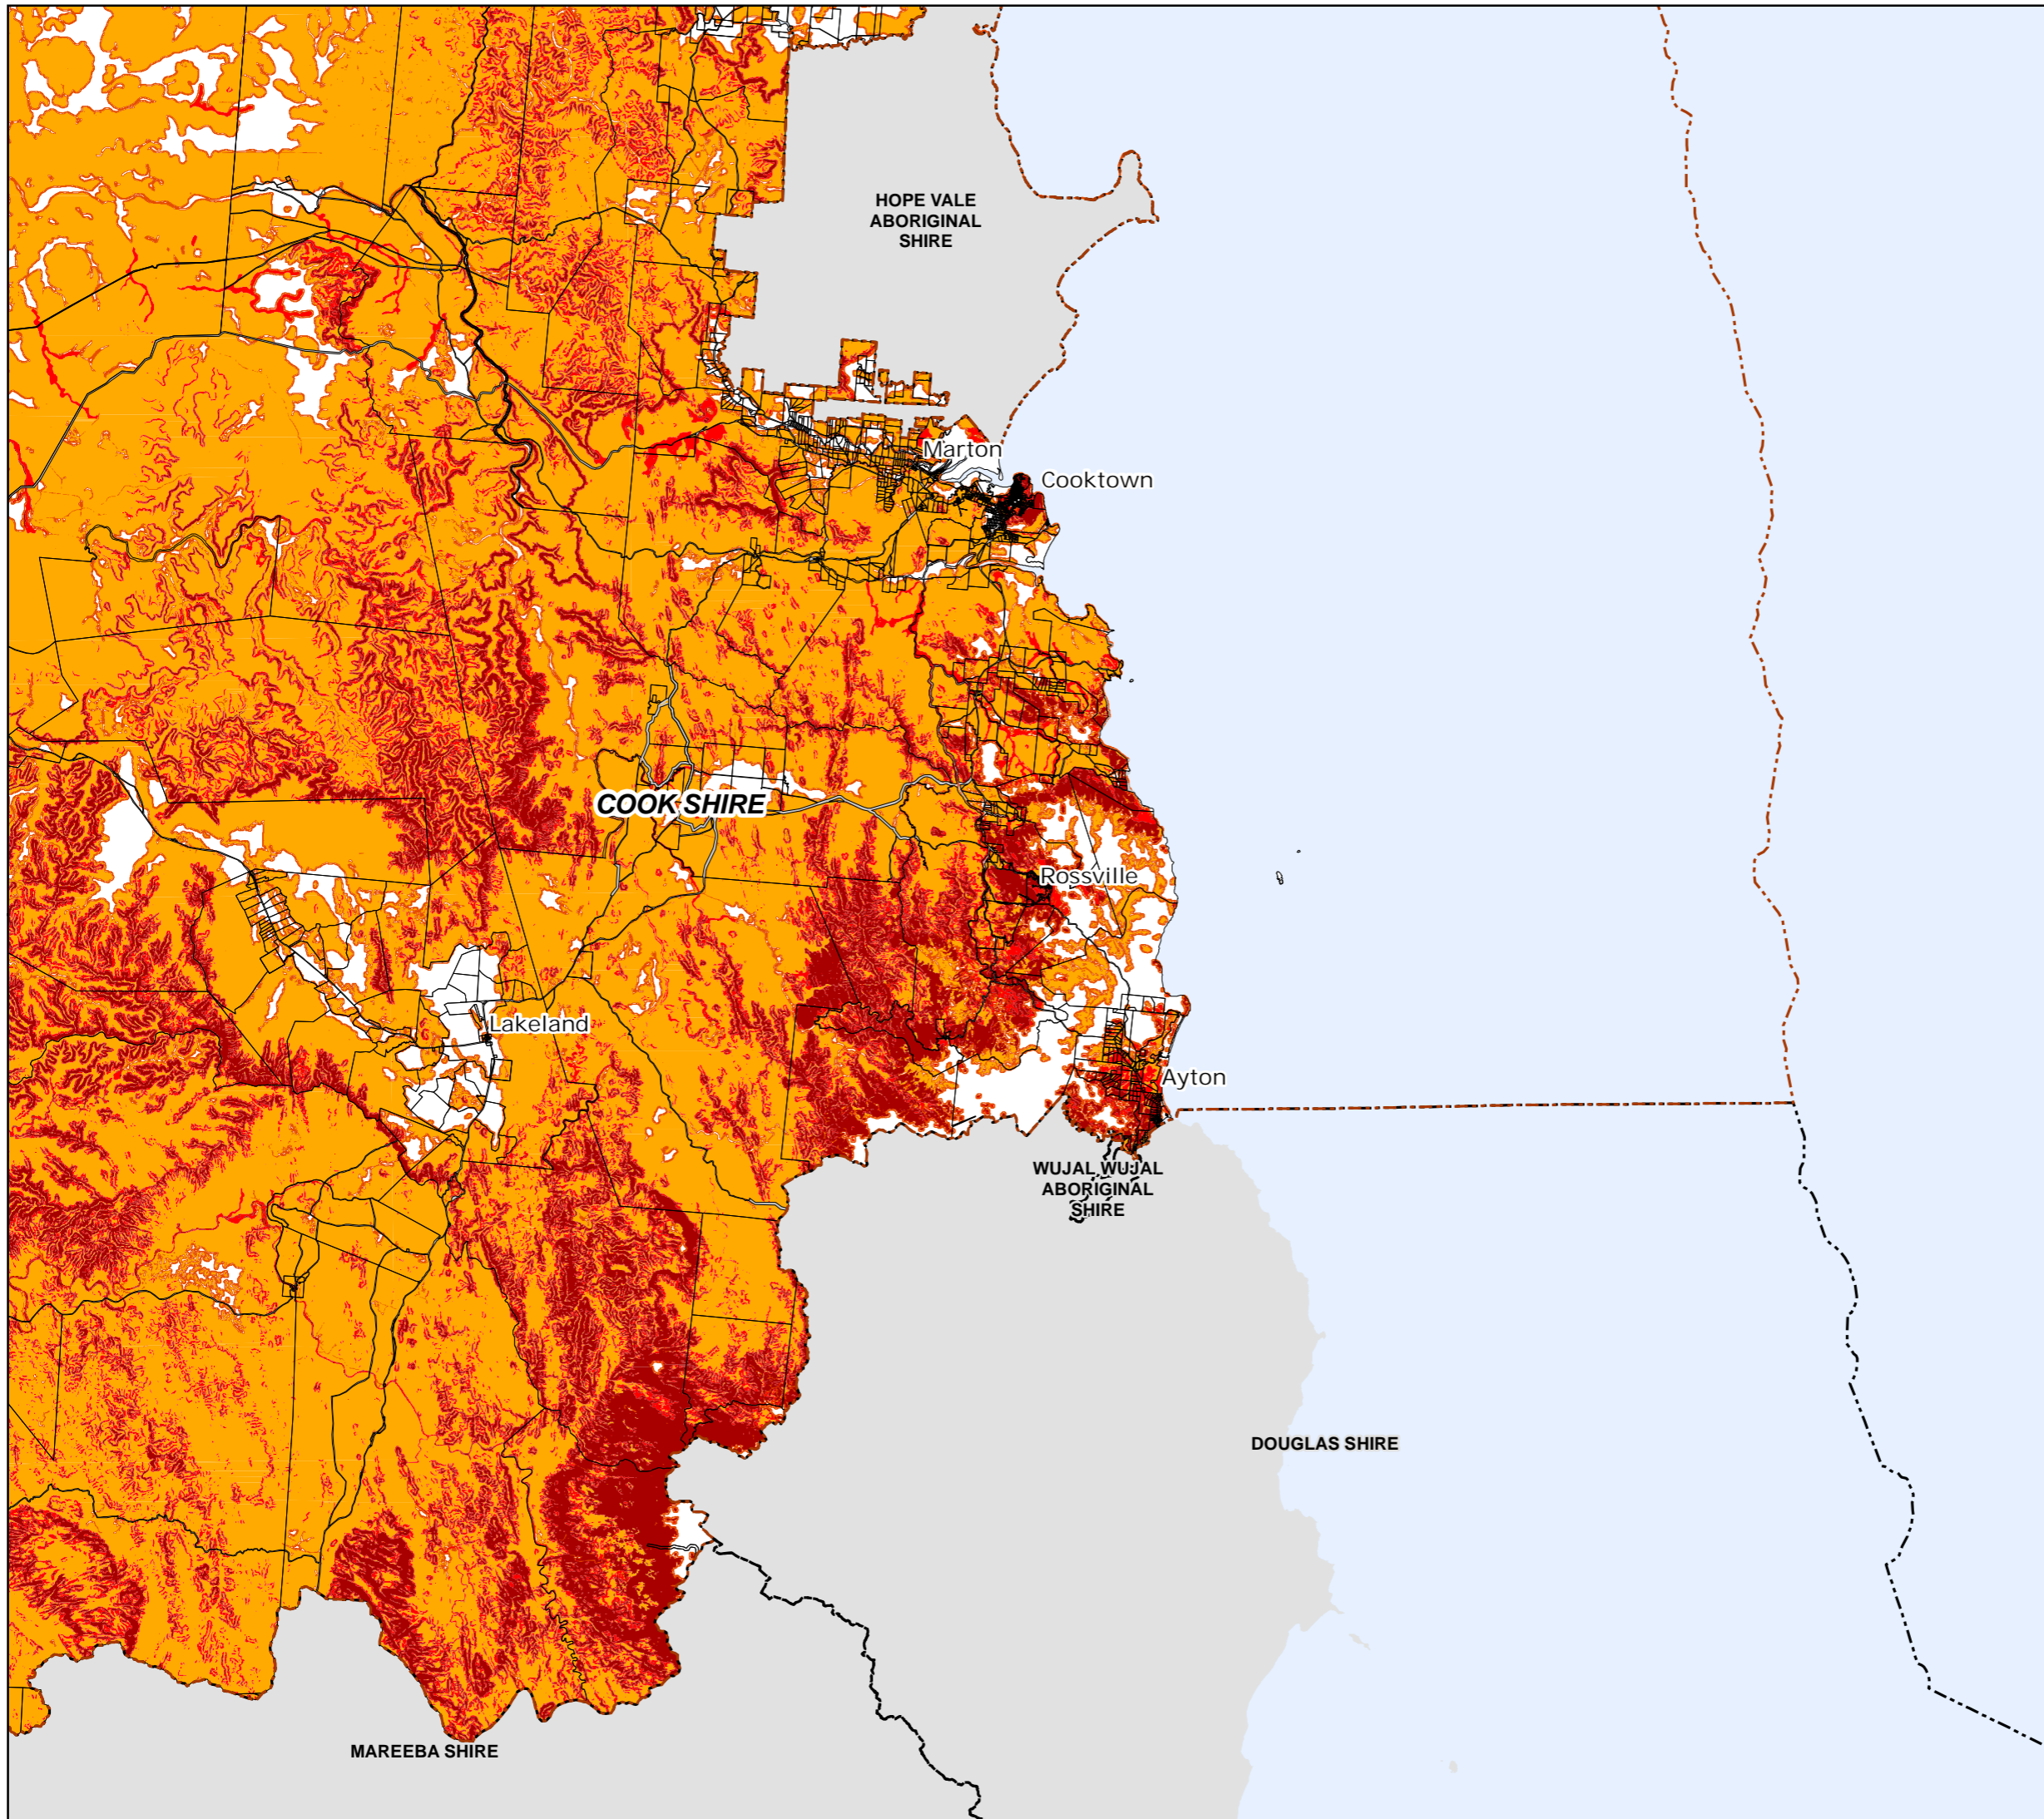 HOPE VALE
ABORIGINAL
SHIRE
Marton
Cooktown
COOK SHIRE
Rossville
Lakeland
Ayton
WUJAL WUJAL
ABORIGINAL
SHIRE
DOUGLAS SHIRE
MAREEBA SHIRE